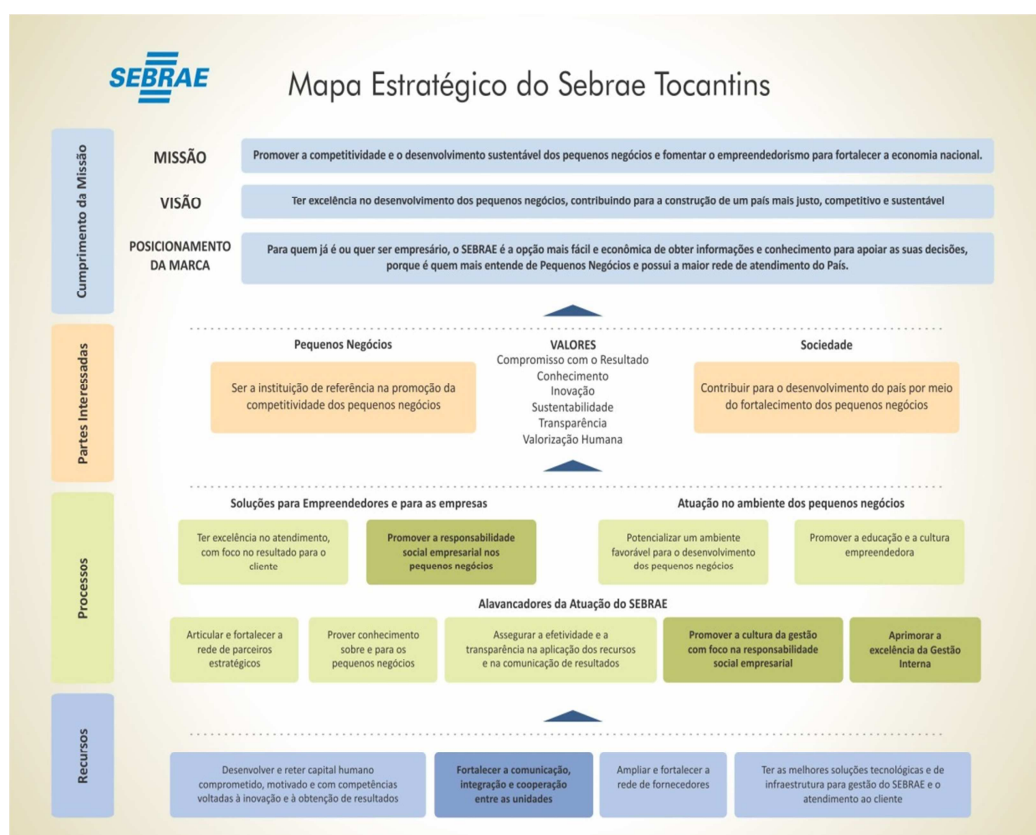 SEBRAE
Mapa Estratégico do Sebrae Tocantins
Cumprimento da Missão
MISSÃO
Promover a competitividade e o desenvolvimento sustentável dos pequenos negócios e fomentar o empreendedorismo para fortalecer a economia nacional.
VISÃO
Ter excelência no desenvolvimento dos pequenos negócios, contribuindo para a construção de um país mais justo, competitivo e sustentável
POSICIONAMENTO
DA MARCA
Para quem já é ou quer ser empresário, o SEBRAE é a opção mais fácil e econômica de obter informações e conhecimento para apoiar as suas decisões,
porque é quem mais entende de Pequenos Negócios e possui a maior rede de atendimento do País.
Partes Interessadas
Pequenos Negócios
Ser a instituição de referência na promoção da
competitividade dos pequenos negócios
VALORES
Compromisso com o Resultado
Conhecimento
Inovação
Sustentabilidade
Transparência
Valorização Humana
Sociedade
Contribuir para o desenvolvimento do país por meio
do fortalecimento dos pequenos negócios
Processos
Soluções para Empreendedores e para as empresas
Ter excelência no atendimento,
com foco no resultado para o
cliente
Promover a responsabilidade
social empresarial nos
pequenos negócios
Atuação no ambiente dos pequenos negócios
Potencializar um ambiente
favorável para o desenvolvimento
dos pequenos negócios
Promover a educação e a cultura
empreendedora
Alavancadores da Atuação do SEBRAE
Articular e fortalecer a
rede de parceiros
estratégicos
Prover conhecimento
sobre e para os
pequenos negócios
Assegurar a efetividade e a
transparência na aplicação dos recursos
e na comunicação de resultados
Promover a cultura da gestão
com foco na responsabilidade
social empresarial
Aprimorar a
excelência da Gestão
Interna
Recursos
Desenvolver e reter capital humano
comprometido, motivado e com competências
voltadas à inovação e à obtenção de resultados
Fortalecer a comunicação,
integração e cooperação
entre as unidades
Ampliar e fortalecer a
rede de fornecedores
Ter as melhores soluções tecnológicas e de
infraestrutura para gestão do SEBRAE e o
atendimento ao cliente